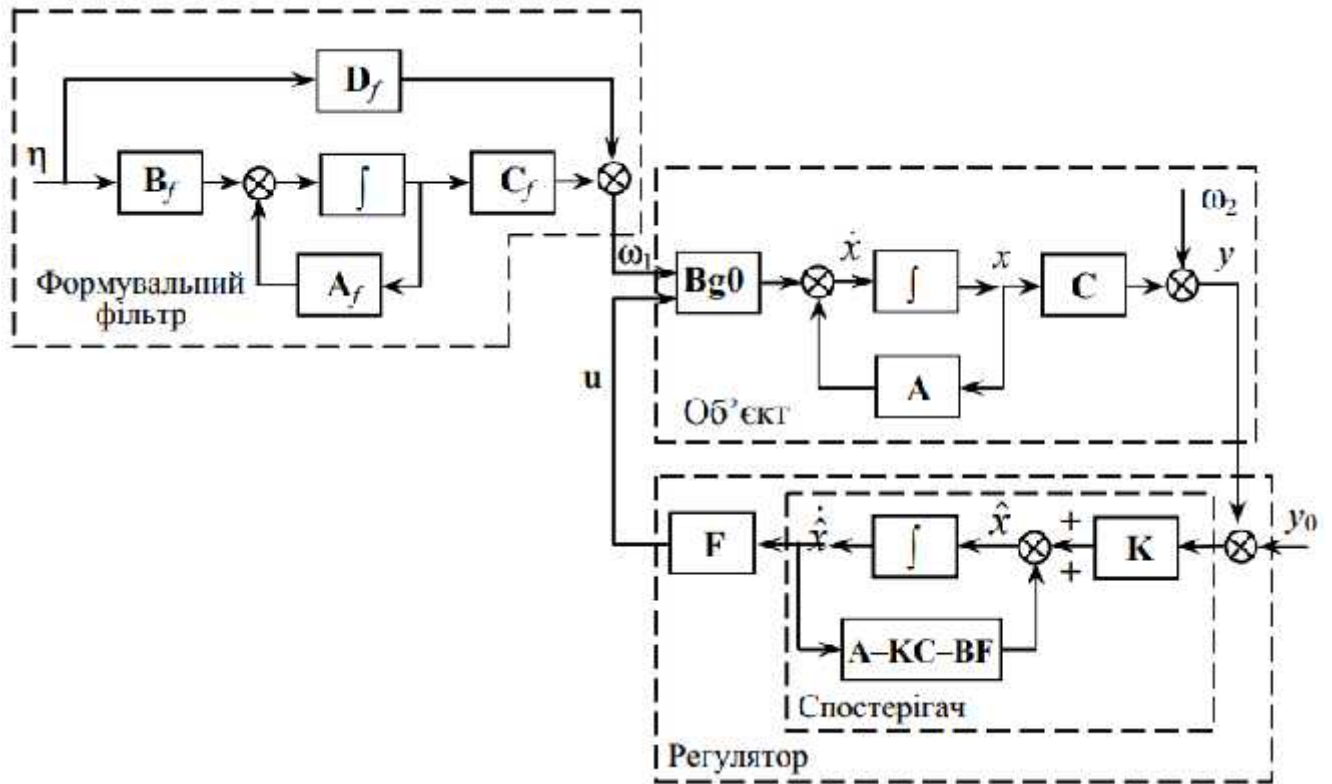 D_f
η
B_f
∫
C_f
A_f
Формувальний
фільтр
ω₁
u
Bg0
ẋ
∫
x
C
ω₂
y
A
Об’єкт
F
x̂̇
∫
x̂
+
+
K
y₀
A–KC–BF
Спостерігач
Регулятор